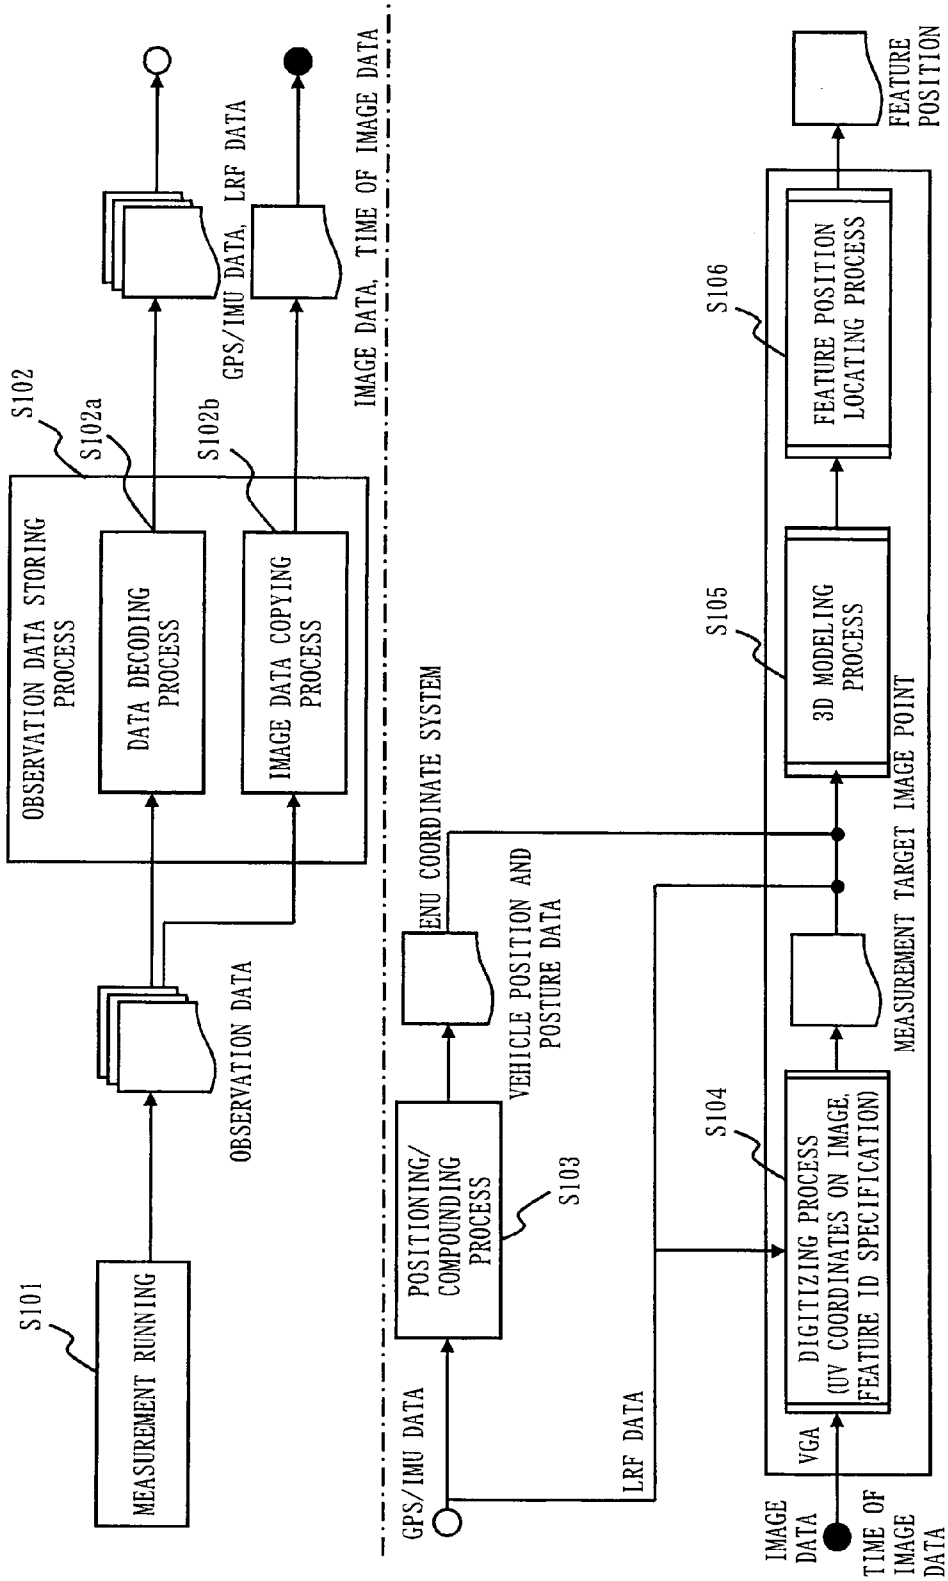 S101
MEASUREMENT RUNNING
OBSERVATION DATA
S102
OBSERVATION DATA STORING
PROCESS
S102a
DATA DECODING
PROCESS
S102b
IMAGE DATA COPYING
PROCESS
GPS/IMU DATA, LRF DATA
IMAGE DATA, TIME OF IMAGE DATA
GPS/IMU DATA
POSITIONING/
COMPOUNDING
PROCESS
S103
ENU COORDINATE SYSTEM
VEHICLE POSITION AND
POSTURE DATA
LRF DATA
IMAGE
DATA
TIME OF
IMAGE
DATA
VGA
S104
DIGITIZING PROCESS
(UV COORDINATES ON IMAGE,
FEATURE ID SPECIFICATION)
MEASUREMENT TARGET IMAGE POINT
S105
3D MODELING
PROCESS
S106
FEATURE POSITION
LOCATING PROCESS
FEATURE
POSITION